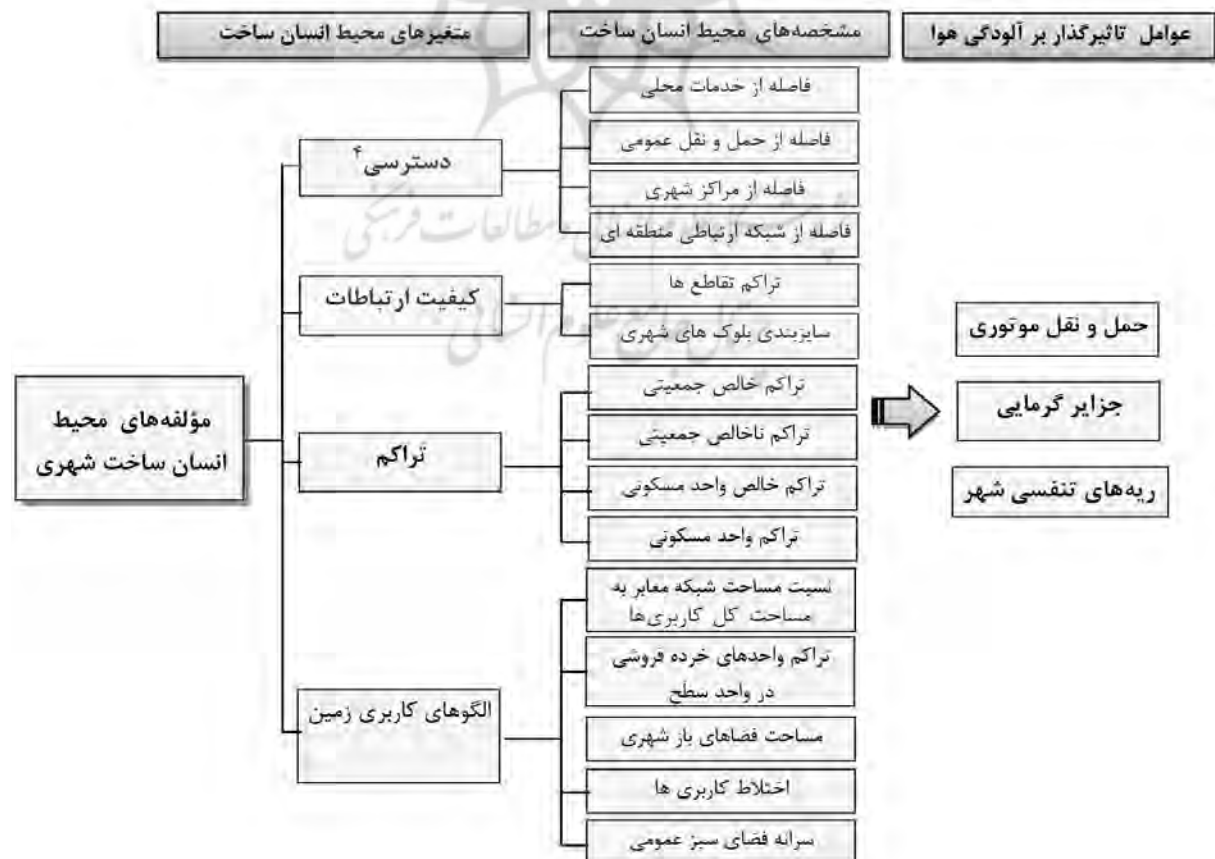 متغیرهای محیط انسان ساخت
مشخصه‌های محیط انسان ساخت
عوامل تاثیرگذار بر آلودگی هوا
مؤلفه‌های محیط
انسان ساخت شهری
دسترسی۴
فاصله از خدمات محلی
فاصله از حمل و نقل عمومی
فاصله از مراکز شهری
فاصله از شبکه ارتباطی منطقه ای
کیفیت ارتباطات
تراکم تقاطع ها
سایزبندی بلوک های شهری
تراکم
تراکم خالص جمعیتی
تراکم ناخالص جمعیتی
تراکم خالص واحد مسکونی
تراکم واحد مسکونی
الگوهای کاربری زمین
نسبت مساحت شبکه معابر به
مساحت کل کاربری‌ها
تراکم واحدهای خرده فروشی
در واحد سطح
مساحت فضاهای باز شهری
اختلاط کاربری ها
سرانه فضای سبز عمومی
حمل و نقل موتوری
جزایر گرمایی
ریه‌های تنفسی شهر